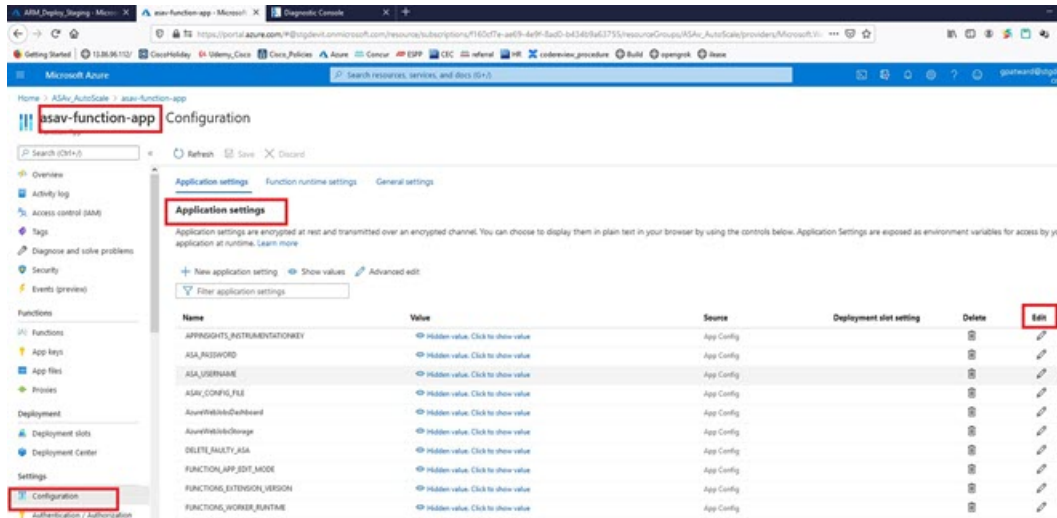 ARM_Deploy_Staging - Micros
asav-function-app - Microsoft
Diagnostic Console
Getting Started
CiscoHoliday
Udemy_Cisco
Cisco_Policies
Azure
Concur
ESPP
CEC
referral
HR
codereview_procedure
Build
opengrok
ilease
Microsoft Azure
Search resources, services, and docs (G+/)
Home > ASAv_AutoScale > asav-function-app
asav-function-app
Configuration
Function App
Search (Ctrl+/)
Refresh
Save
Discard
Overview
Activity log
Access control (IAM)
Tags
Diagnose and solve problems
Security
Events (preview)
Functions
Functions
App keys
App files
Proxies
Deployment
Deployment slots
Deployment Center
Settings
Configuration
Authentication / Authorization
Application settings
Function runtime settings
General settings
Application settings
Application settings are encrypted at rest and transmitted over an encrypted channel. You can choose to display them in plain text in your browser by using the controls below. Application Settings are exposed as environment variables for access by
application at runtime. Learn more
New application setting
Show values
Advanced edit
Filter application settings
Name Value Source Deployment slot setting Delete Edit
APPINSIGHTS_INSTRUMENTATIONKEY Hidden value. Click to show value App Config
ASA_PASSWORD Hidden value. Click to show value App Config
ASA_USERNAME Hidden value. Click to show value App Config
ASAV_CONFIG_FILE Hidden value. Click to show value App Config
AzureWebJobsDashboard Hidden value. Click to show value App Config
AzureWebJobsStorage Hidden value. Click to show value App Config
DELETE_FAULTY_ASA Hidden value. Click to show value App Config
FUNCTION_APP_EDIT_MODE Hidden value. Click to show value App Config
FUNCTIONS_EXTENSION_VERSION Hidden value. Click to show value App Config
FUNCTIONS_WORKER_RUNTIME Hidden value. Click to show value App Config